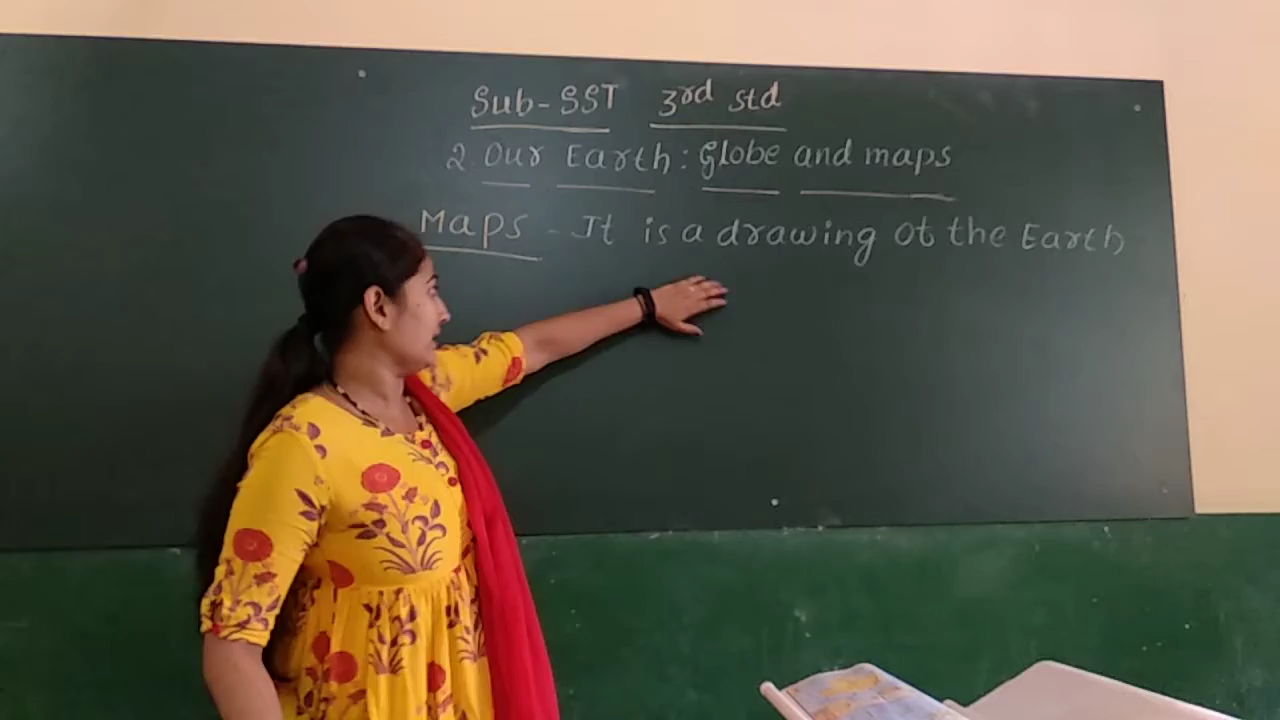 Sub-SST 3rd std
2 Our Earth: Globe and maps
Maps - It is a drawing of the Earth